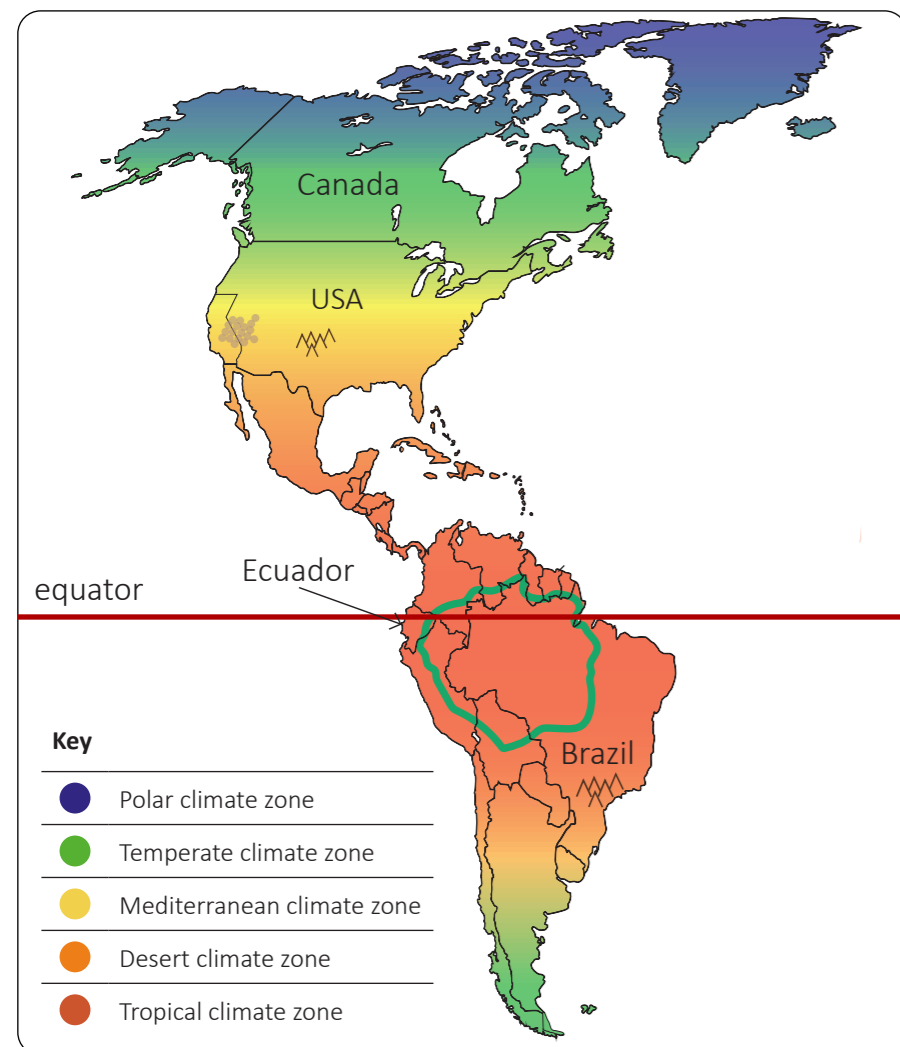 Canada
USA
Ecuador
equator
Brazil
Key
Polar climate zone
Temperate climate zone
Mediterranean climate zone
Desert climate zone
Tropical climate zone